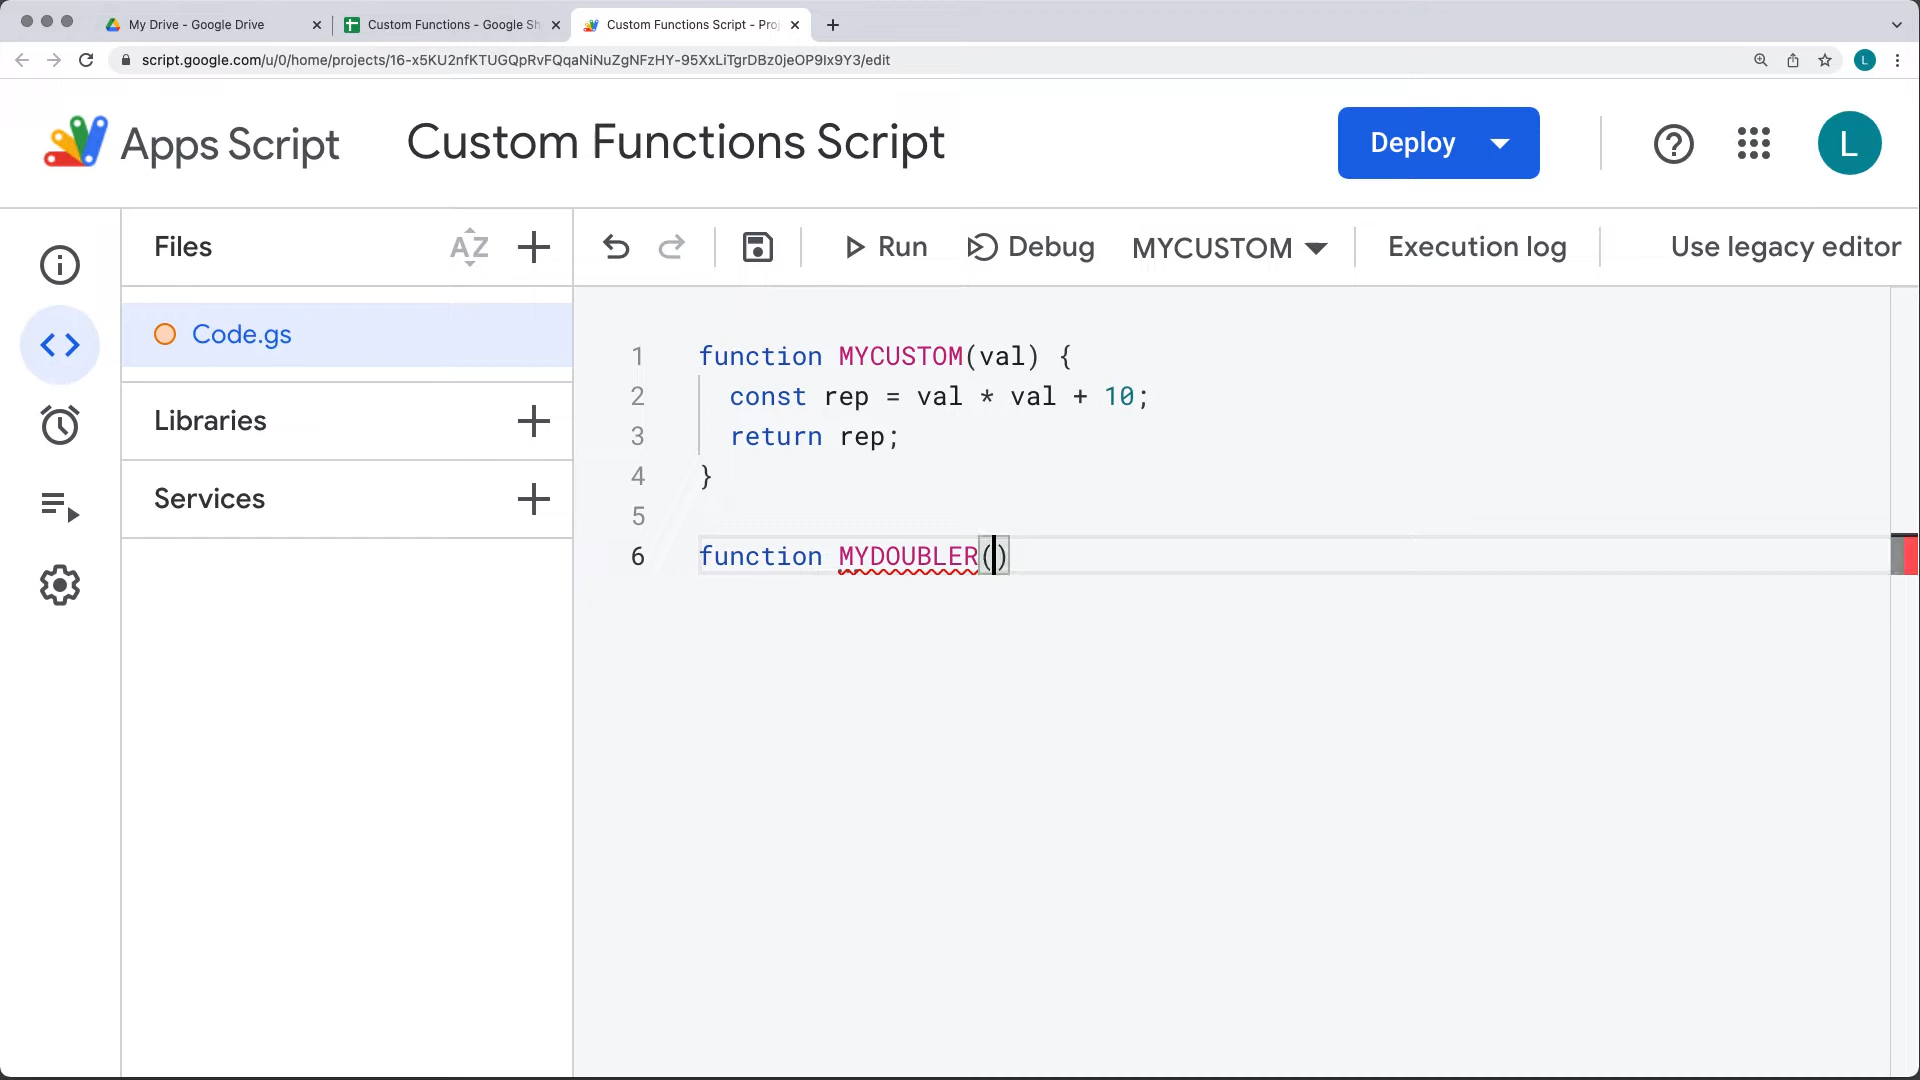 My Drive - Google Drive
Custom Functions - Google Sh
Custom Functions Script - Proj
script.google.com/u/0/home/projects/16-x5KU2nfKTUGQpRvFQqaNiNuZgNFzHY-95XxLiTgrDBz0jeOP9Ix9Y3/edit
L
Apps Script
Custom Functions Script
Deploy
L
Files
AZ
Run
Debug
MYCUSTOM
Execution log
Use legacy editor
Code.gs
Libraries
Services
1 function MYCUSTOM(val) {
2 const rep = val * val + 10;
3 return rep;
4 }
5
6 function MYDOUBLER()